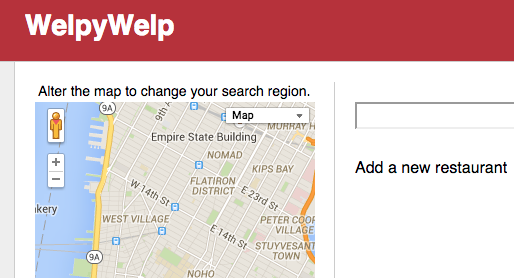 WelpyWelp
Alter the map to change your search region.
9A
9th A
Map
MURRAY H
Empire State Building
NOMAD
KIPS BAY
FLATIRON
DISTRICT
W 14th St
E 23rd St
akery
WEST VILLAGE
PETER COOP
VILLAGE
E 14th St
STUYVESANT
TOWN
9A
NOHO
Add a new restaurant